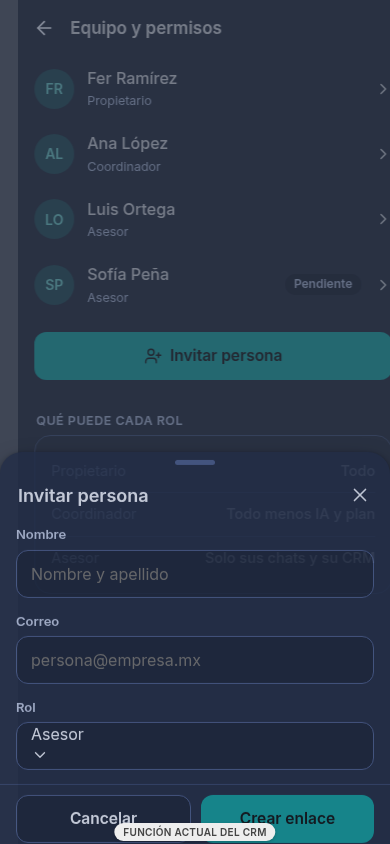 Equipo y permisos
FR
Fer Ramírez
Propietario
AL
Ana López
Coordinador
LO
Luis Ortega
Asesor
SP
Sofía Peña
Asesor
Pendiente
Invitar persona
QUÉ PUEDE CADA ROL
Propietario Todo
Invitar persona
Coordinador Todo menos IA y plan
Nombre
Asesor Solo sus chats y su CRM
Nombre y apellido
Correo
persona@empresa.mx
Rol
Asesor
Cancelar
Crear enlace
FUNCIÓN ACTUAL DEL CRM